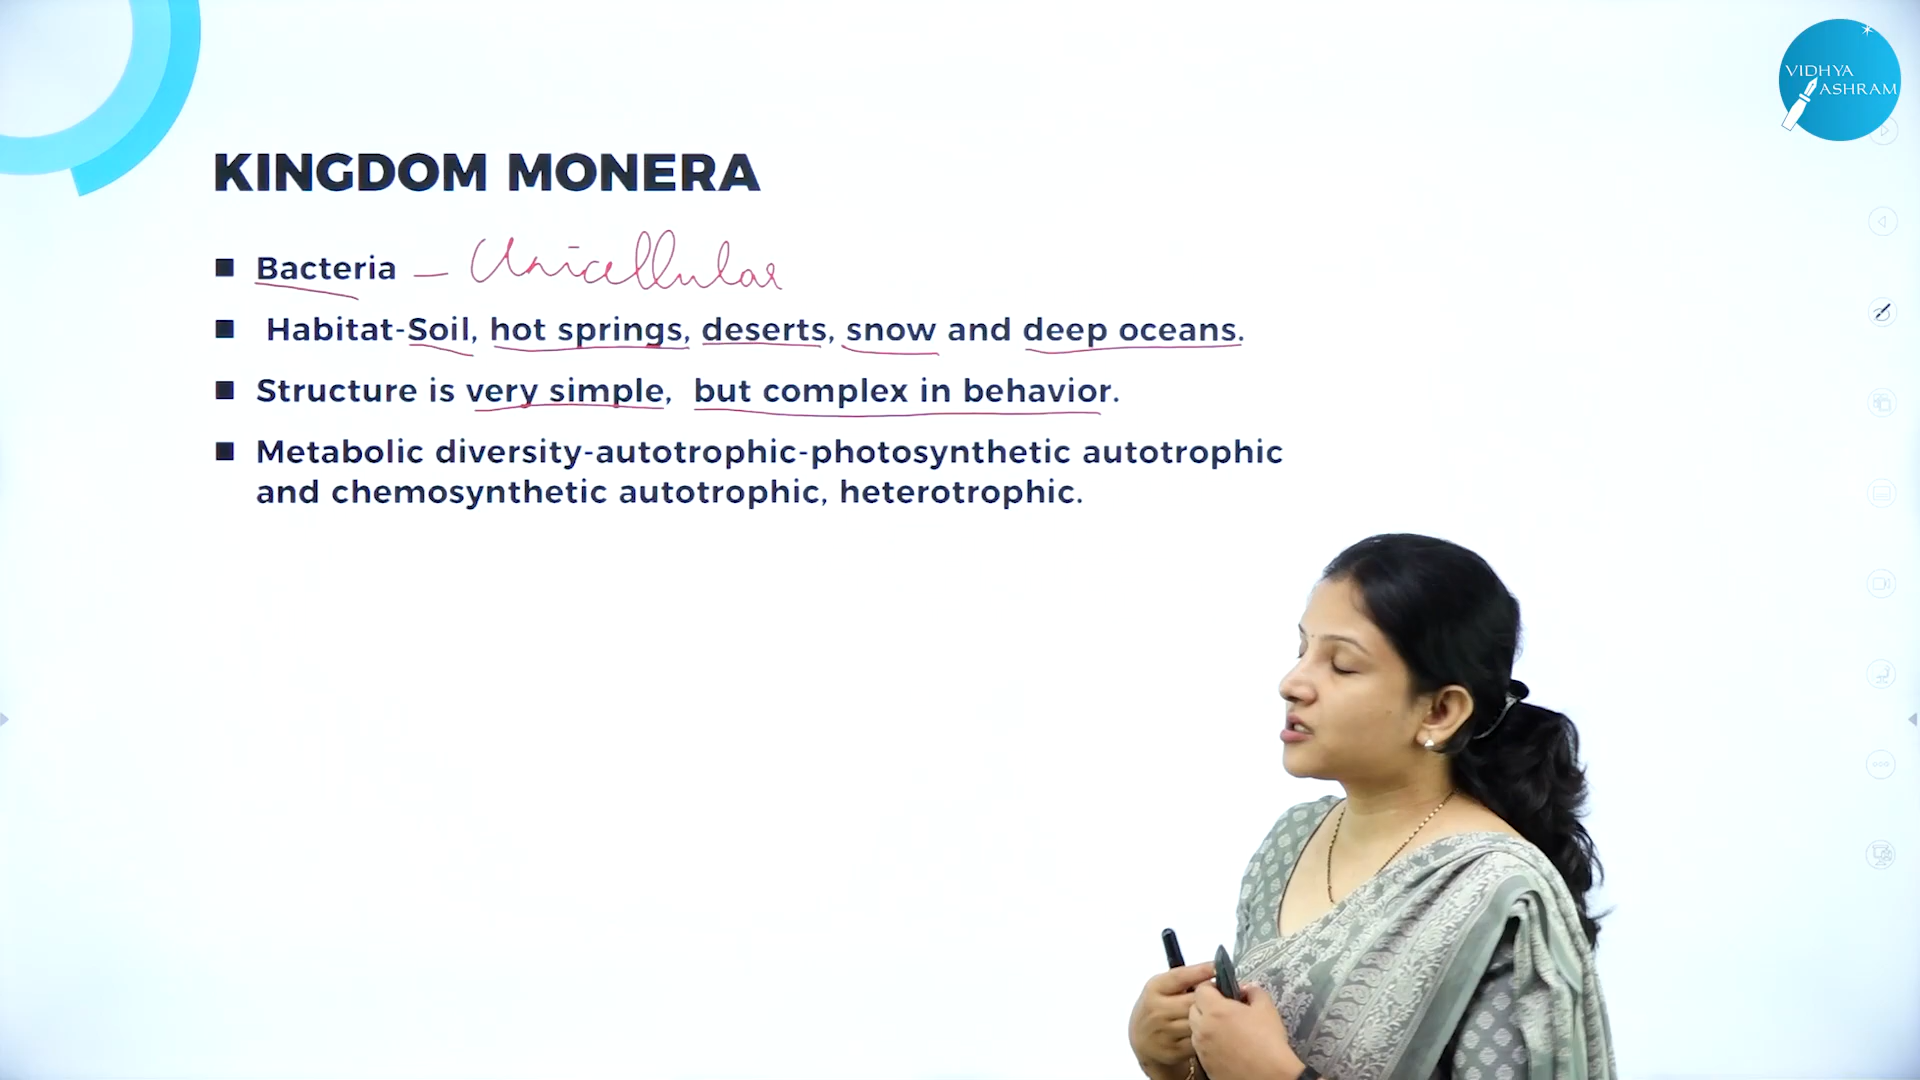 VIDHYA
ASHRAM
KINGDOM MONERA
Bacteria — Unicellular
Habitat-Soil, hot springs, deserts, snow and deep oceans.
Structure is very simple, but complex in behavior.
Metabolic diversity-autotrophic-photosynthetic autotrophic
and chemosynthetic autotrophic, heterotrophic.